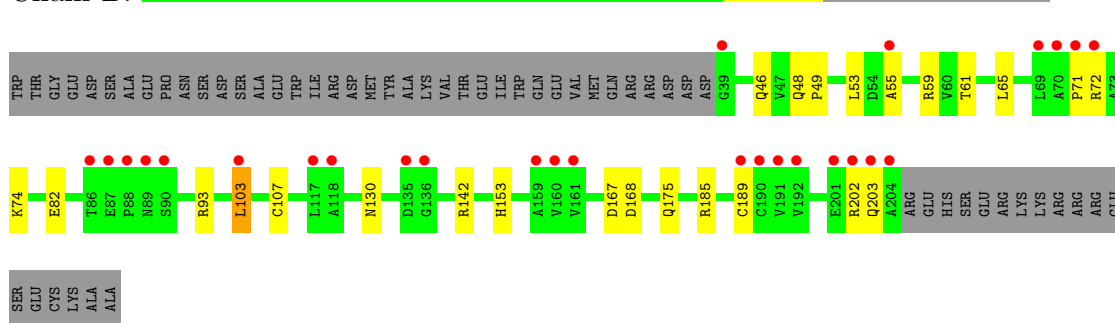 TRP THR GLY GLU ASP SER ALA GLU PRO ASN SER ASP SER ALA GLU TRP ILE ARG ASP MET TYR ALA LYS VAL THR GLU ILE TRP GLN GLU VAL MET GLN ARG ARG ASP ASP ASP G39 Q46 V47 Q48 P49 L53 D54 A55 R59 V60 T61 L65 L69 A70 P71 R72 A73
K74 E82 T86 E87 P88 N89 S90 R93 L103 C107 L117 A118 N130 D135 G136 R142 H153 A159 V160 V161 D167 D168 Q175 R185 C189 C190 V191 V192 E201 R202 Q203 A204 ARG GLU HIS SER GLU ARG LYS LYS ARG ARG ARG GLU
SER GLU CYS LYS ALA ALA